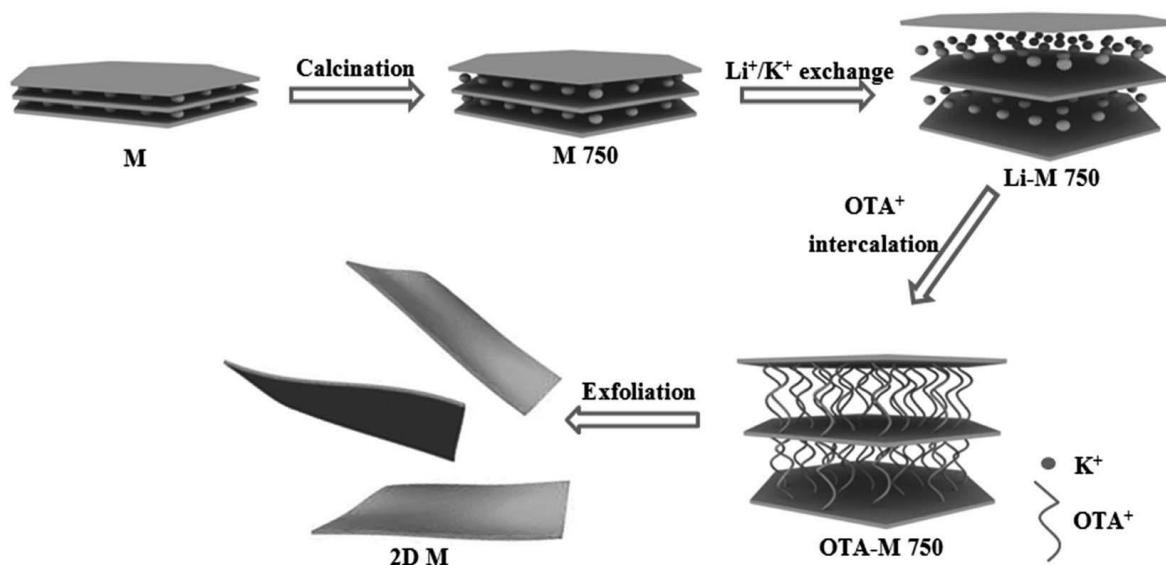 Calcination
Li⁺/K⁺ exchange
M
M 750
Li-M 750
OTA⁺
intercalation
Exfoliation
K⁺
OTA⁺
2D M
OTA-M 750